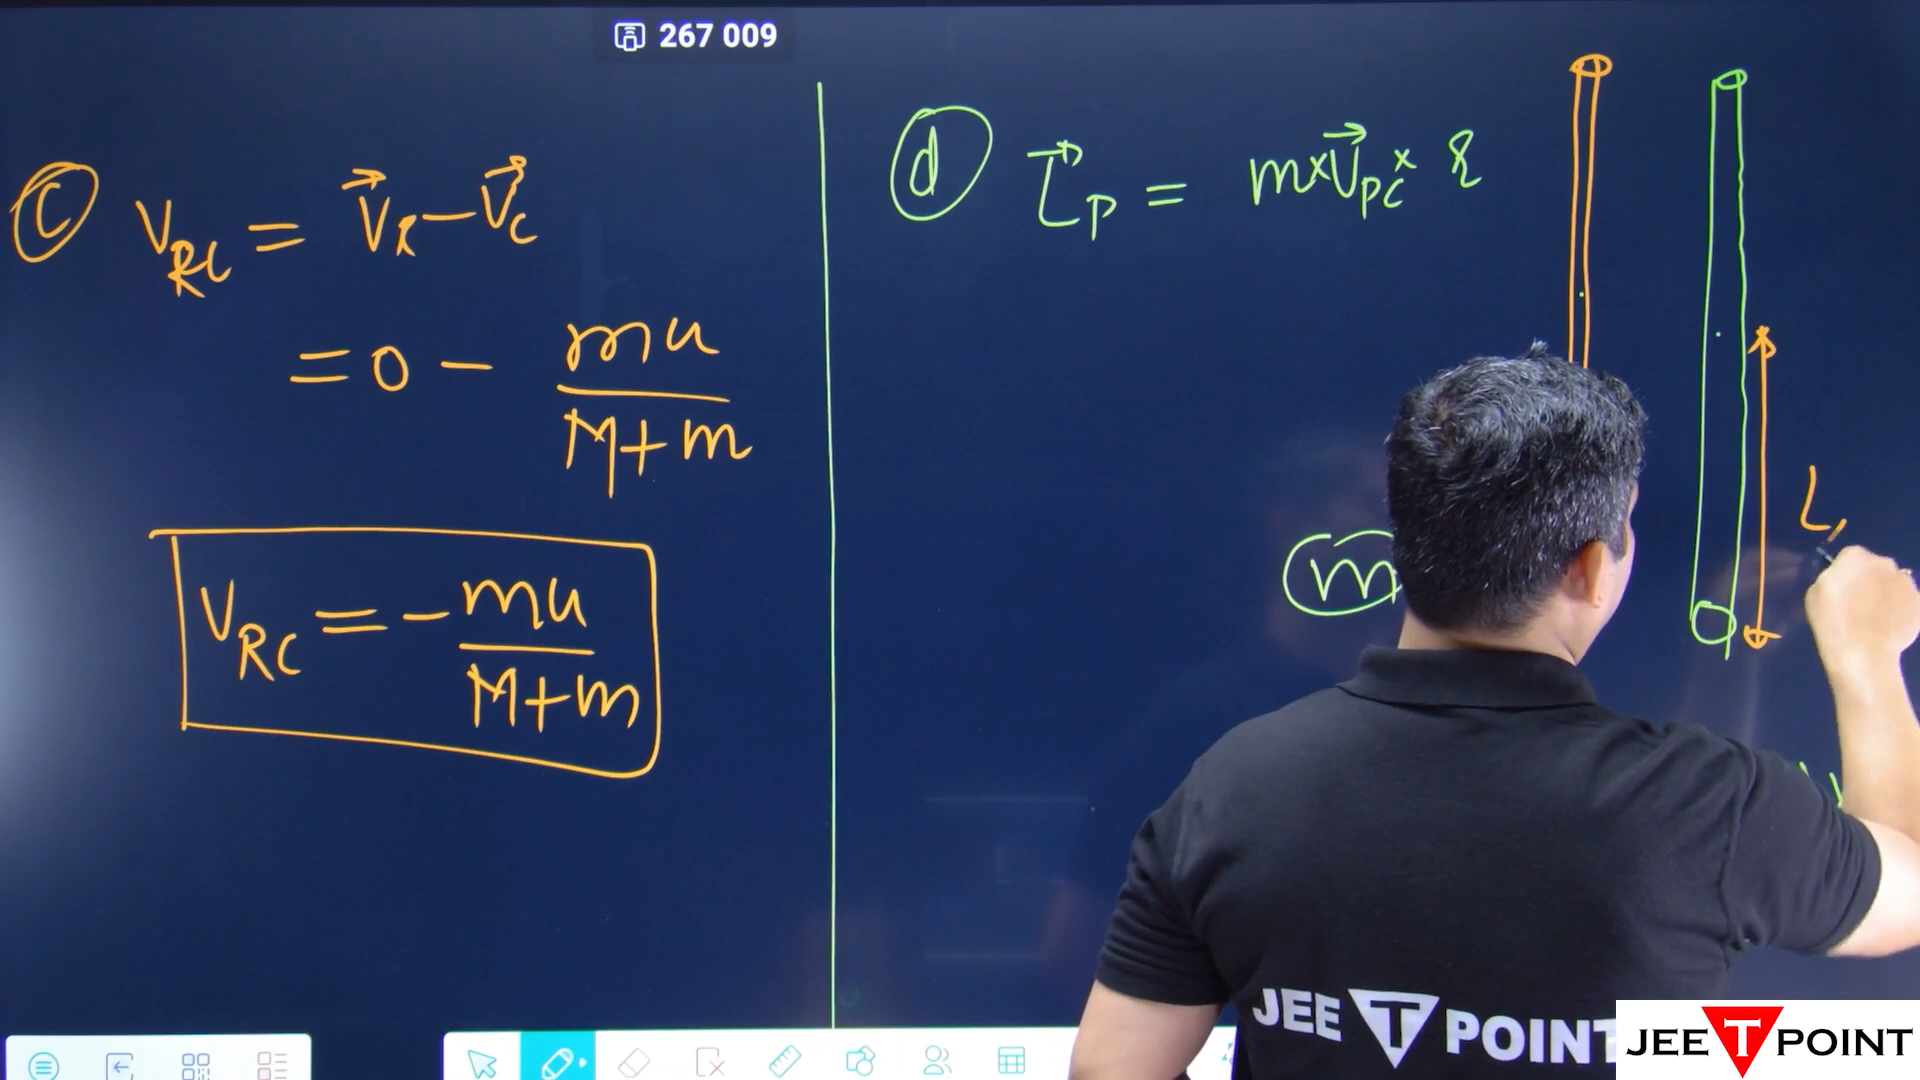 267 009
C V_RC = V⃗_R – V⃗_C
= 0 – mu / M+m
V_RC = – mu / M+m
d L⃗_P = m × V⃗_PC × r
m
L
JEE T POINT
JEE T POINT